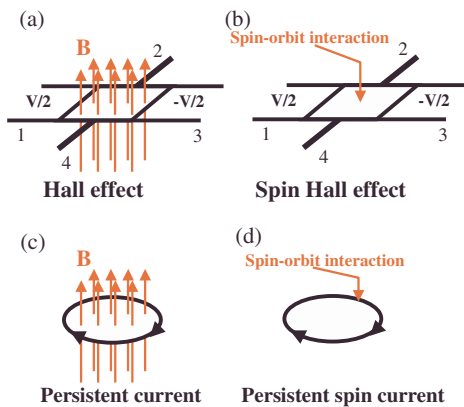 (a)
B
2
V/2
-V/2
1
3
4
Hall effect
(b)
Spin-orbit interaction
2
V/2
-V/2
1
3
4
Spin Hall effect
(c)
B
Persistent current
(d)
Spin-orbit interaction
Persistent spin current